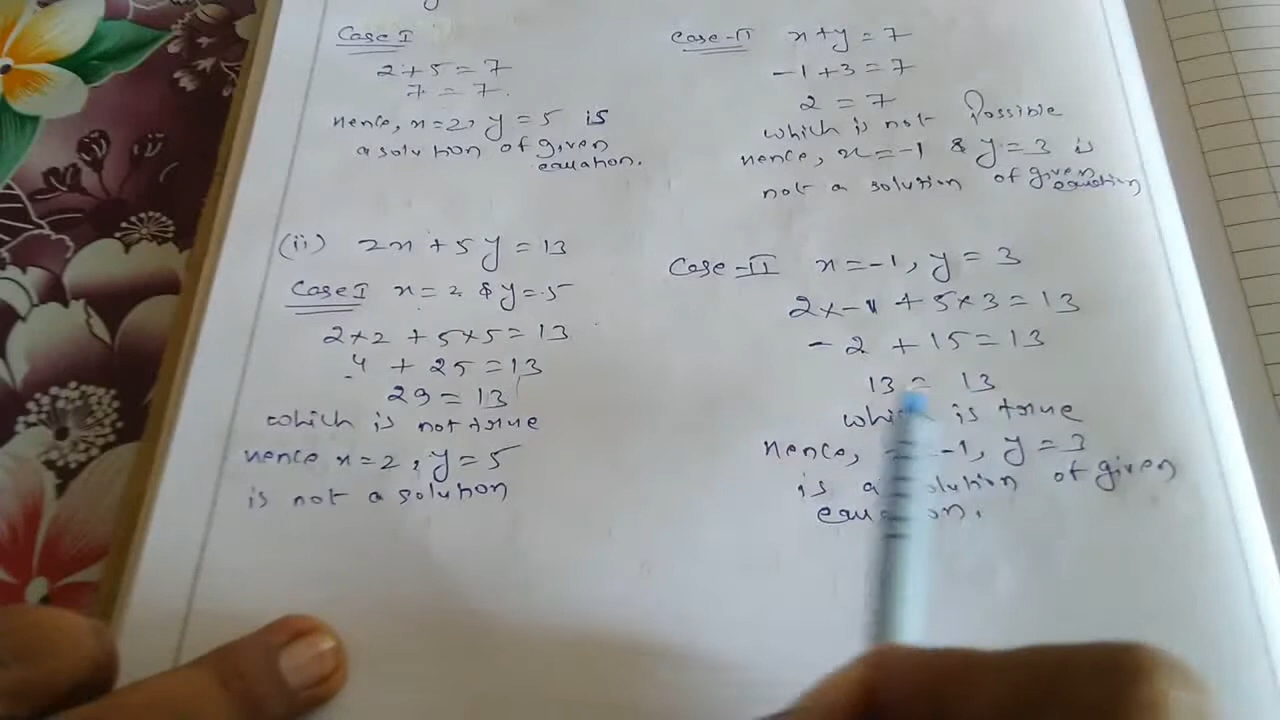 Case I
2+5=7
7=7.
Hence, x=2, y=5 is
a solution of given
equation.
Case-II x+y=7
-1+3=7
2=7
which is not Possible
hence, x=-1 & y=3 is
not a solution of given
equation
(ii) 2x+5y=13
Case I x=2 & y=5
2×2+5×5=13
4+25=13
29=13
which is not true
hence x=2, y=5
is not a solution
Case-II x=-1, y=3
2×-1+5×3=13
-2+15=13
13=13
is true
hence, -1, y=3
is a of given